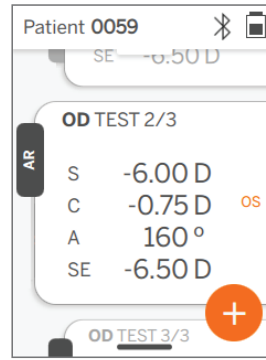 Patient 0059
SE -6.50 D
OD TEST 2/3
AR
S -6.00 D
C -0.75 D
OS
A 160 º
SE -6.50 D
+
OD TEST 3/3